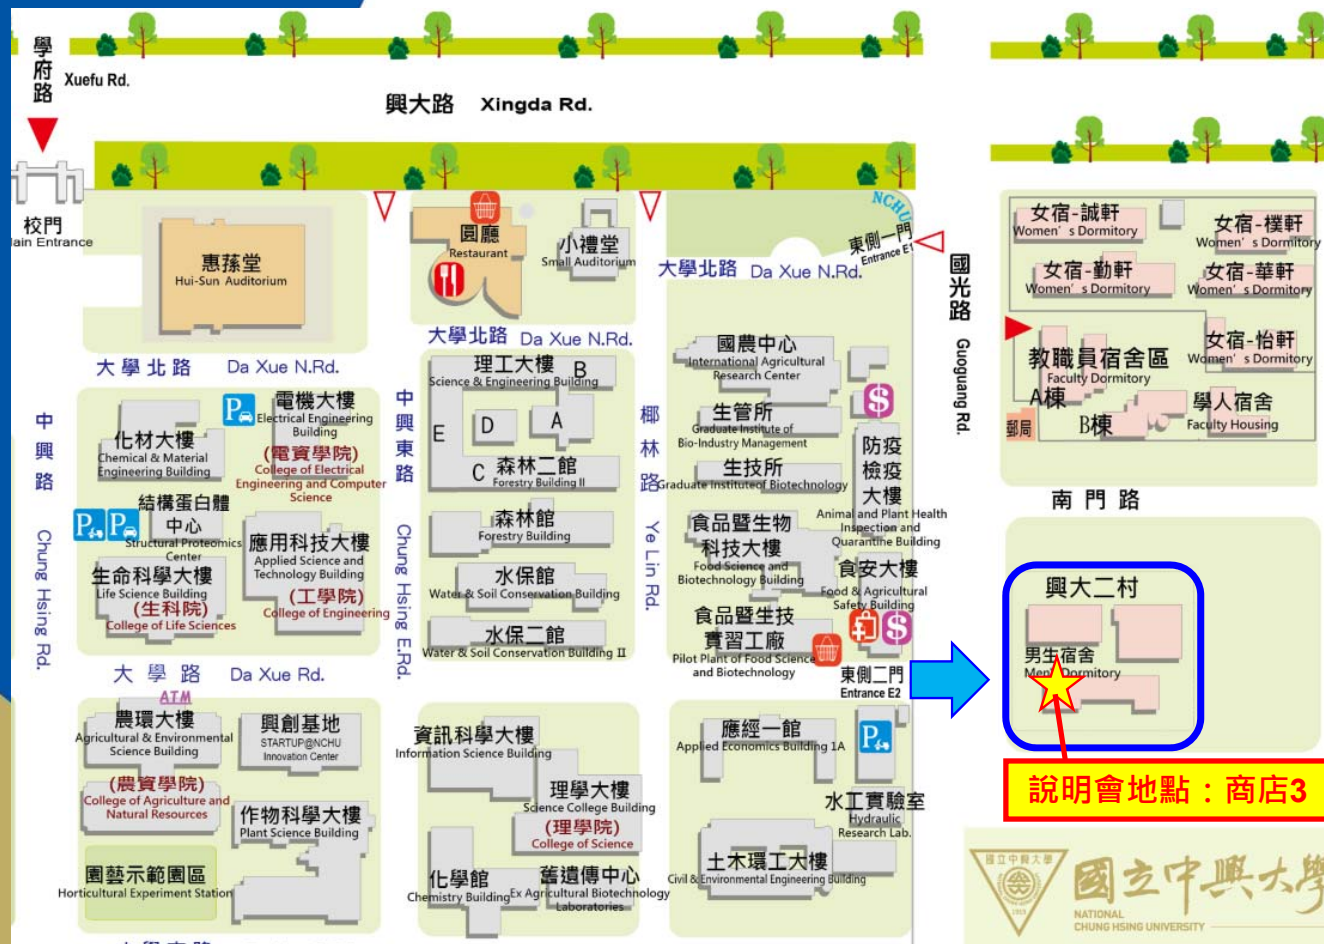 學府路
Xuefu Rd.
興大路 Xingda Rd.
校門
ain Entrance
惠蓀堂
Hui-Sun Auditorium
圓廳
Restaurant
小禮堂
Small Auditorium
NCHU
東側一門
Entrance E1
大學北路 Da Xue N.Rd.
大學北路 Da Xue N.Rd.
大學北路 Da Xue N.Rd.
國光路 Guoguang Rd.
女宿-誠軒
Women's Dormitory
女宿-樸軒
Women's Dormitory
女宿-勤軒
Women's Dormitory
女宿-華軒
Women's Dormitory
女宿-怡軒
Women's Dormitory
教職員宿舍區
Faculty Dormitory
A棟
B棟
學人宿舍
Faculty Housing
郵局
南門路
中興路 Chung Hsing Rd.
中興東路 Chung Hsing E.Rd.
椰林路 Ye Lin Rd.
P
電機大樓
Electrical Engineering
Building
(電資學院)
College of Electrical
Engineering and Computer
Science
化材大樓
Chemical & Material
Engineering Building
P P
結構蛋白體
中心
Structural Proteomics
Center
應用科技大樓
Applied Science and
Technology Building
(工學院)
College of Engineering
生命科學大樓
Life Science Building
(生科院)
College of Life Sciences
理工大樓
Science & Engineering Building
B
E
D
A
C
森林二館
Forestry Building II
森林館
Forestry Building
水保館
Water & Soil Conservation Building
水保二館
Water & Soil Conservation Building II
國農中心
International Agricultural
Research Center
$
生管所
Graduate Institute of
Bio-Industry Management
生技所
Graduate Instituteof Biotechnology
防疫
檢疫
大樓
Animal and Plant Health
Inspection and
Quarantine Building
食品暨生物
科技大樓
Food Science and
Biotechnology Building
食安大樓
Food & Agricultural
Safety Building
$
食品暨生技
實習工廠
Pilot Plant of Food Science
and Biotechnology
東側二門
Entrance E2
興大二村
男生宿舍
Men's Dormitory
說明會地點：商店3
大學路 Da Xue Rd.
ATM
農環大樓
Agricultural & Environmental
Science Building
(農資學院)
College of Agriculture and
Natural Resources
興創基地
STARTUP@NCHU
Innovation Center
作物科學大樓
Plant Science Building
園藝示範園區
Horticultural Experiment Station
資訊科學大樓
Information Science Building
理學大樓
Science College Building
(理學院)
College of Science
化學館
Chemistry Building
舊遺傳中心
Ex Agricultural Biotechnology
Laboratories
應經一館
Applied Economics Building 1A
P
水工實驗室
Hydraulic
Research Lab.
土木環工大樓
Civil & Environmental Engineering Building
國立中興大學
1919
國立中興大學
NATIONAL
CHUNG HSING UNIVERSITY